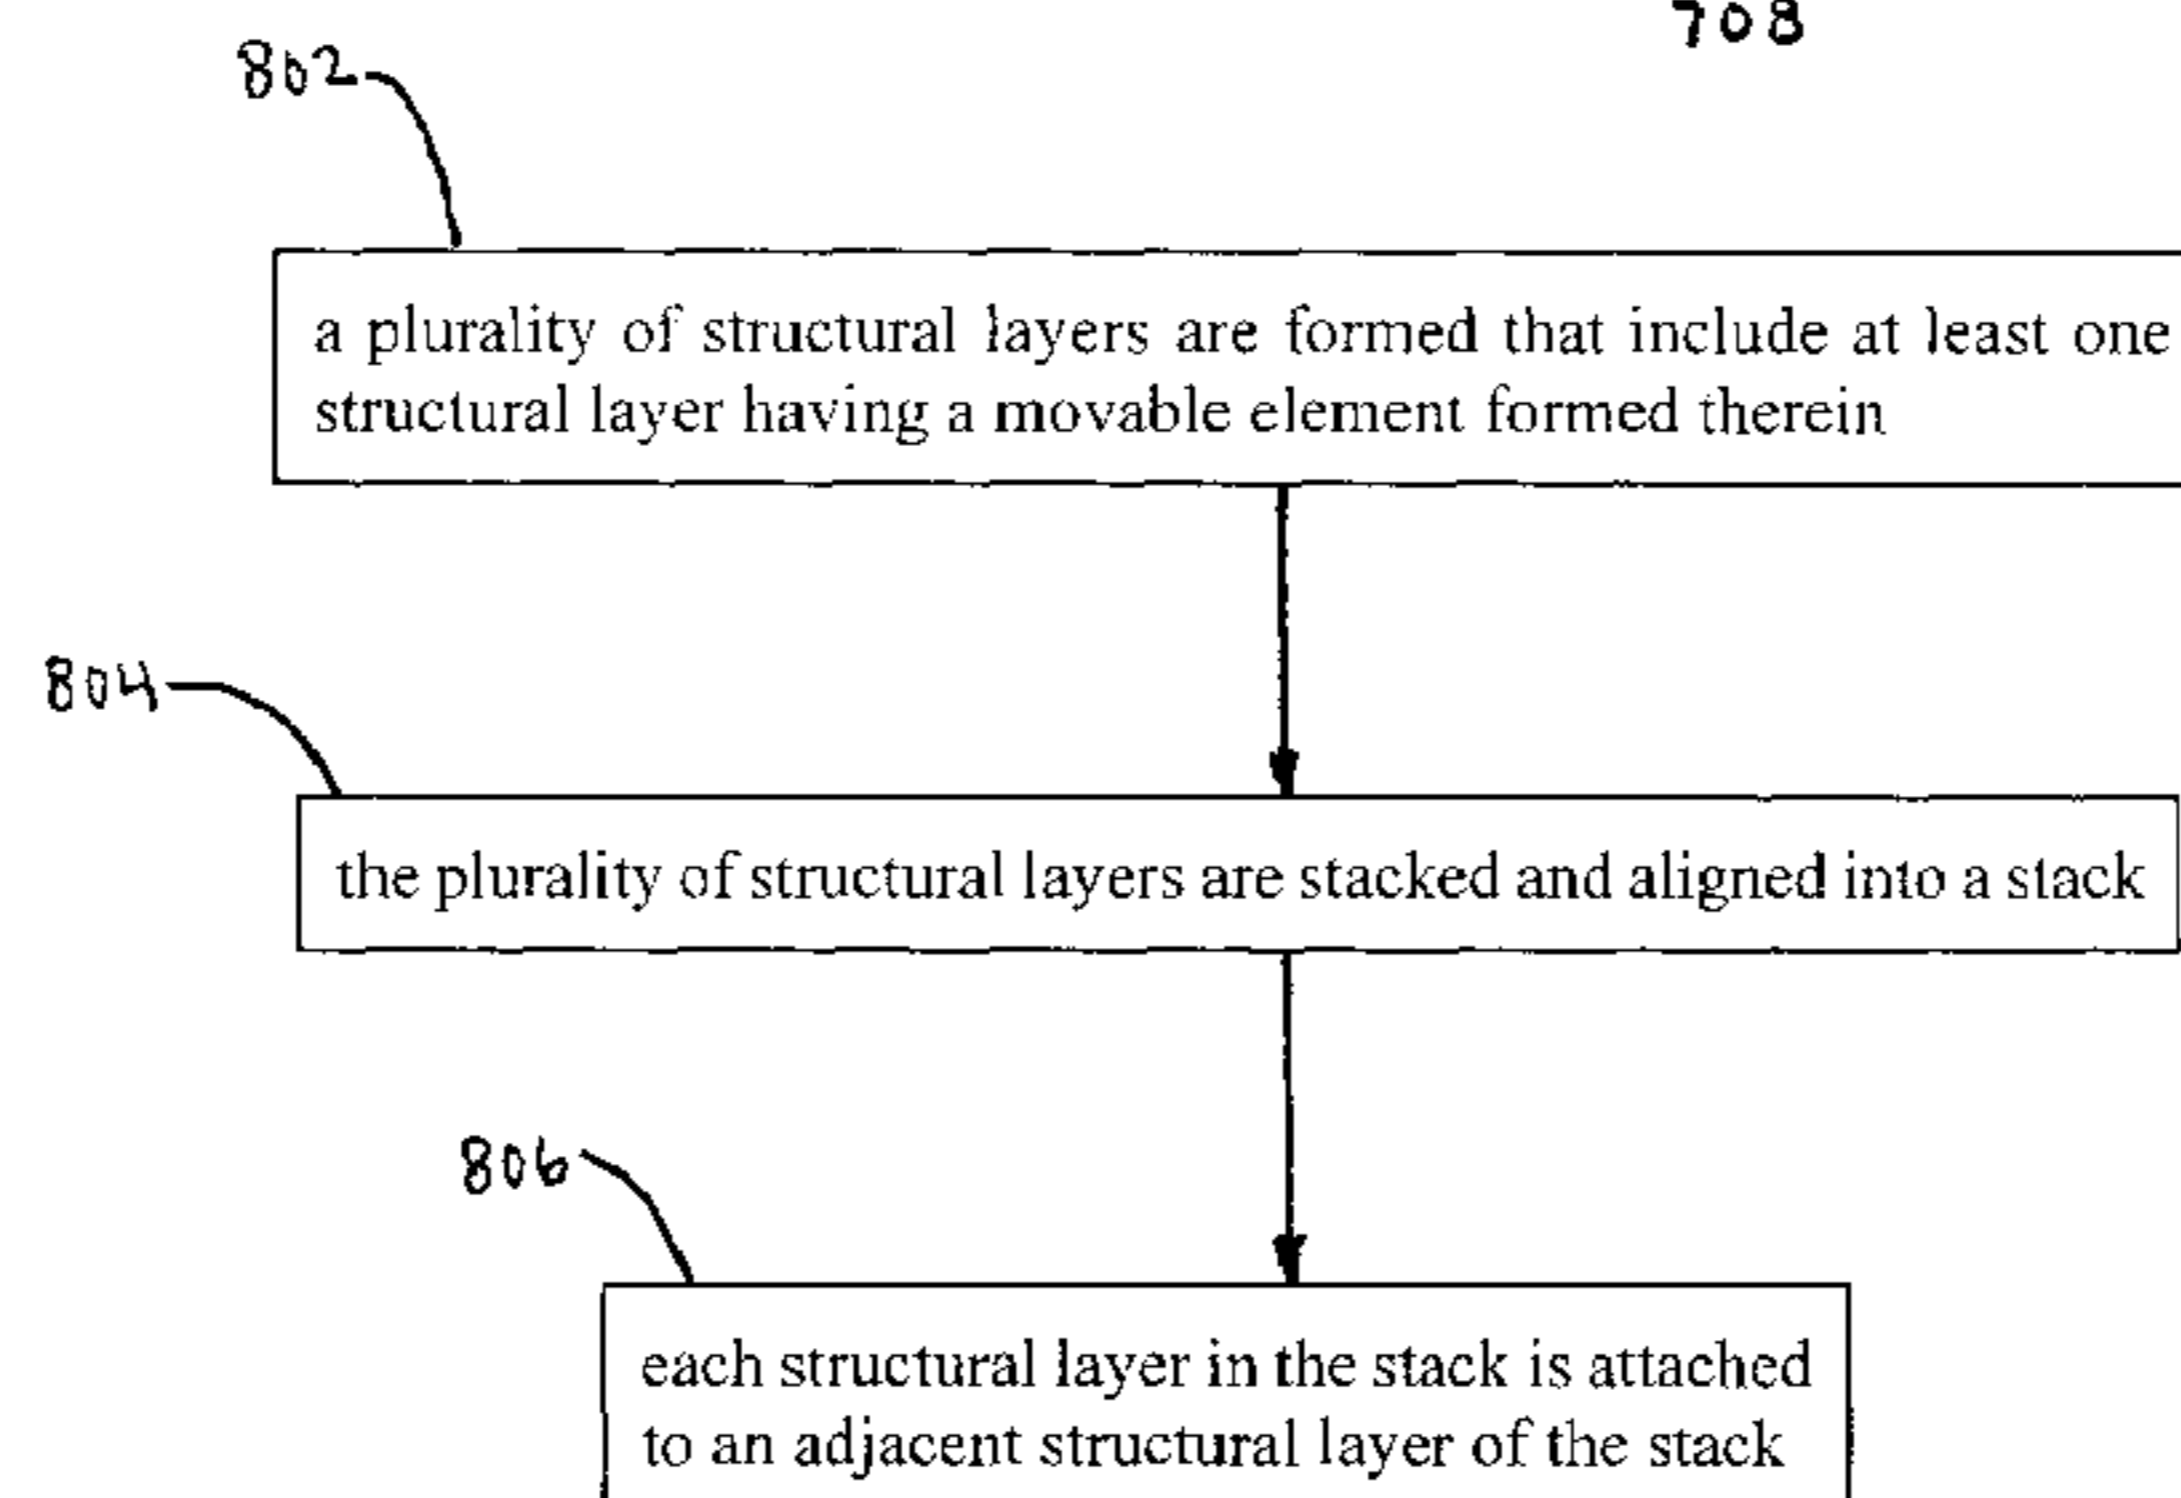 708
802
a plurality of structural layers are formed that include at least one
structural layer having a movable element formed therein
804
the plurality of structural layers are stacked and aligned into a stack
806
each structural layer in the stack is attached
to an adjacent structural layer of the stack